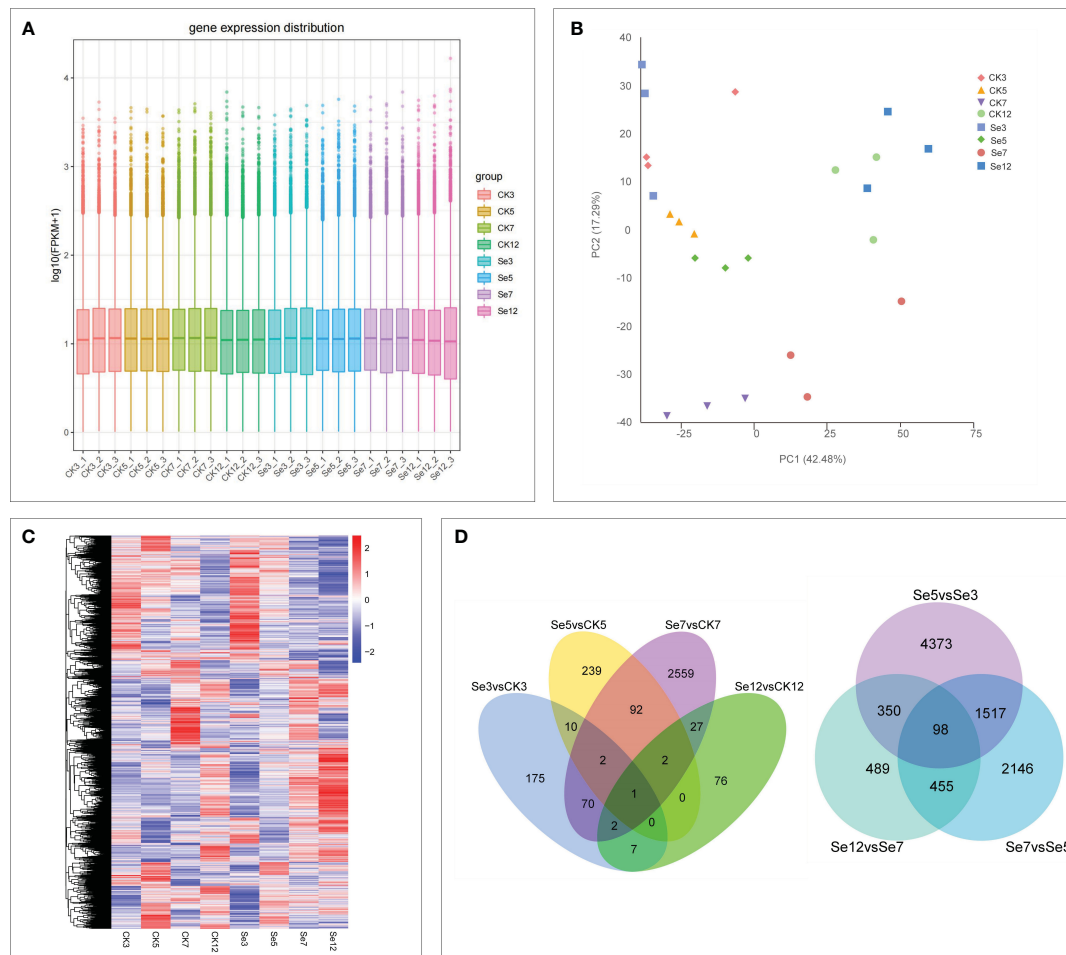 A
gene expression distribution
log10(FPKM+1)
4
3
2
1
0
CK3_1
CK3_2
CK3_3
CK5_1
CK5_2
CK5_3
CK7_1
CK7_2
CK7_3
CK12_1
CK12_2
CK12_3
Se3_1
Se3_2
Se3_3
Se5_1
Se5_2
Se5_3
Se7_1
Se7_2
Se7_3
Se12_1
Se12_2
Se12_3
group
CK3
CK5
CK7
CK12
Se3
Se5
Se7
Se12
B
PC2 (17.29%)
40
30
20
10
0
-10
-20
-30
-40
-25
0
25
50
75
PC1 (42.48%)
CK3
CK5
CK7
CK12
Se3
Se5
Se7
Se12
C
2
1
0
−1
−2
CK3
CK5
CK7
CK12
Se3
Se5
Se7
Se12
D
Se5vsCK5
Se7vsCK7
Se3vsCK3
Se12vsCK12
239
2559
92
10
27
2
2
175
76
1
70
0
2
0
7
Se5vsSe3
4373
350
1517
98
489
2146
455
Se12vsSe7
Se7vsSe5